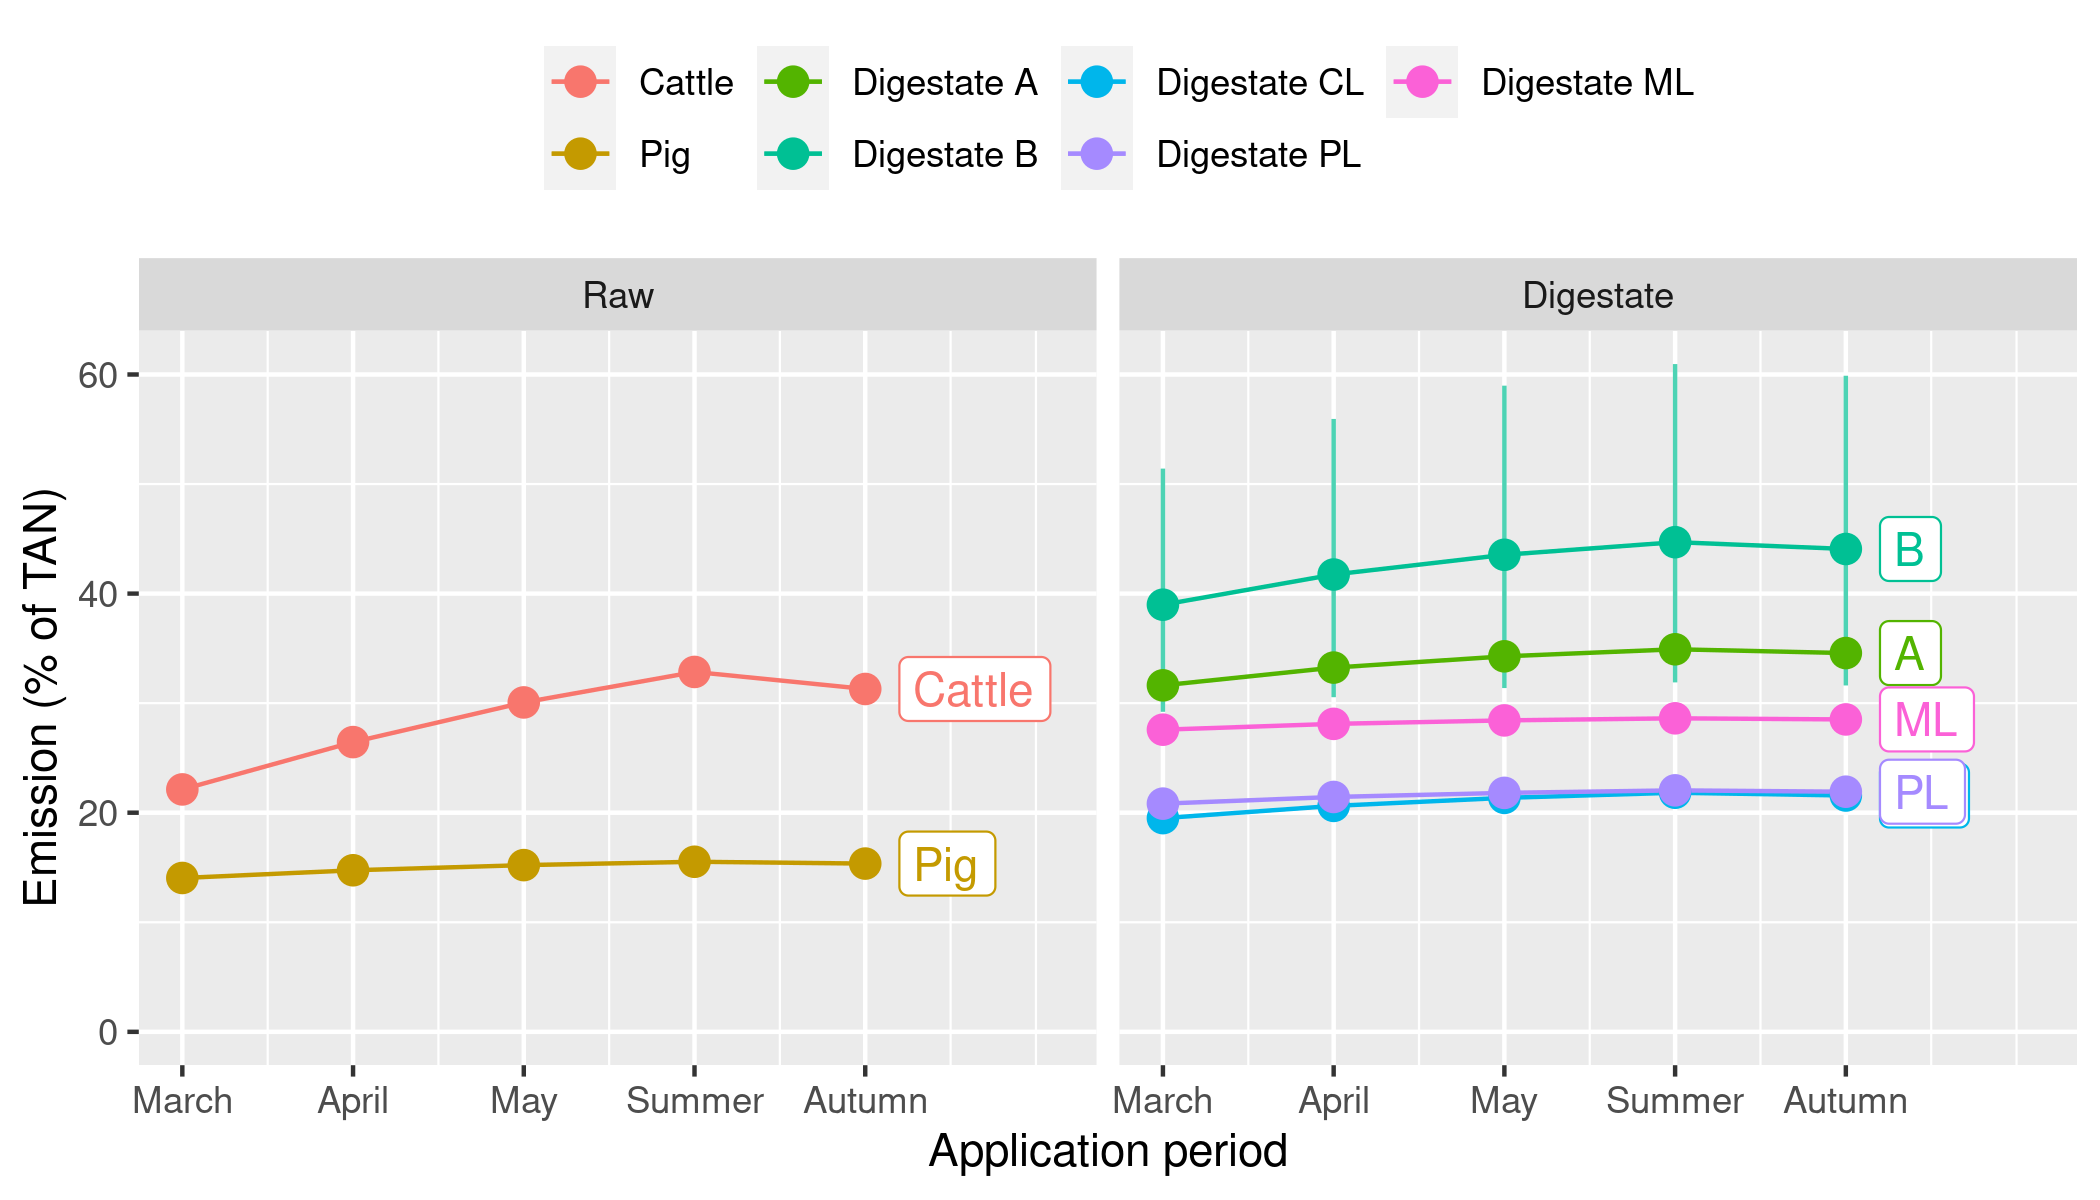 Cattle Digestate A Digestate CL Digestate ML
Pig Digestate B Digestate PL
Raw Digestate
60
40
20
0
Emission (% of TAN)
Cattle
Pig
B
A
ML
PL
March April May Summer Autumn March April May Summer Autumn
Application period